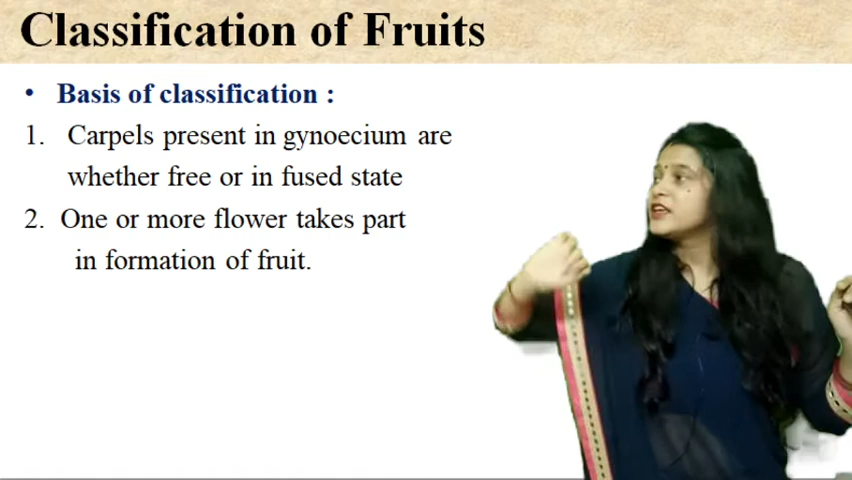 Classification of Fruits
• Basis of classification :
1. Carpels present in gynoecium are
whether free or in fused state
2. One or more flower takes part
in formation of fruit.